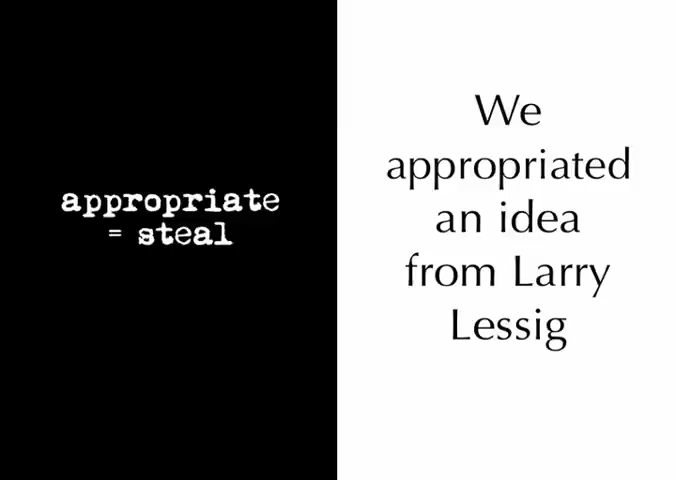 appropriate
= steal
We
appropriated
an idea
from Larry
Lessig